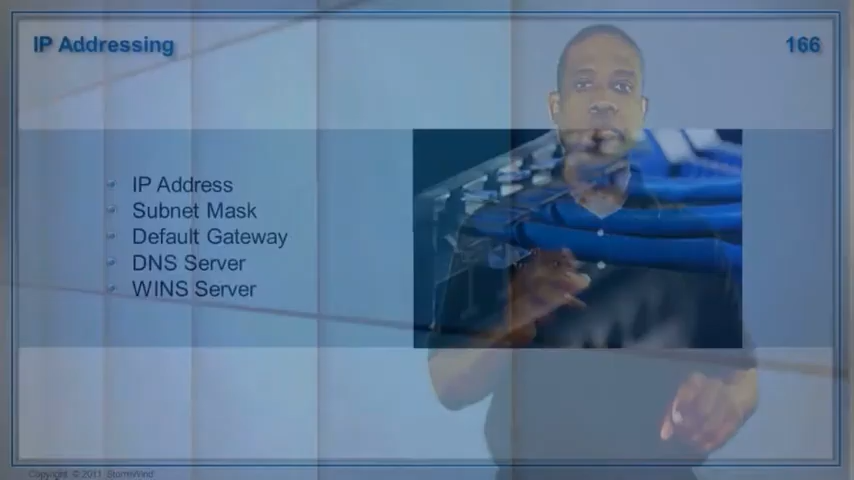 IP Addressing
166
IP Address
Subnet Mask
Default Gateway
DNS Server
WINS Server
Copyright © 2011 StormWind